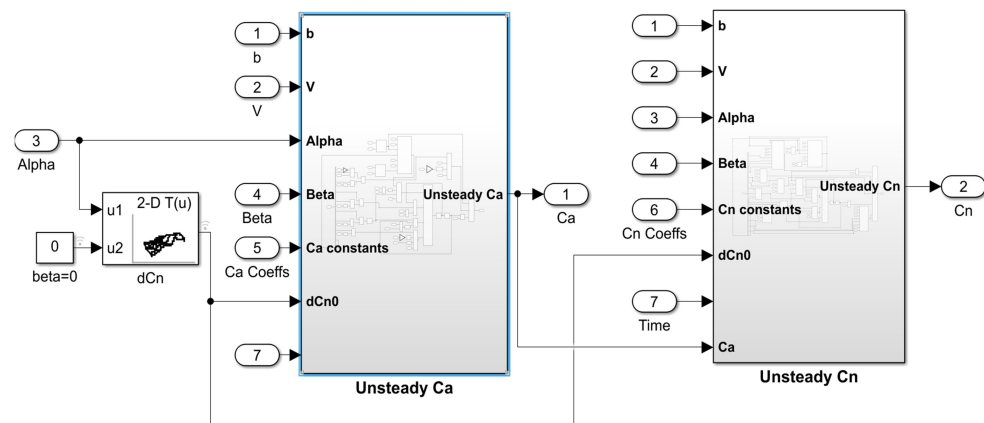 1
b
b
2
V
V
3
Alpha
Alpha
4
Beta
Beta
5
Ca Coeffs
Ca constants
u1
u2
2-D T(u)
dCn
0
beta=0
dCn0
7
Unsteady Ca
Unsteady Ca
1
Ca
1
b
2
V
3
Alpha
4
Beta
6
Cn Coeffs
Cn constants
dCn0
7
Time
Ca
Unsteady Cn
Unsteady Cn
2
Cn